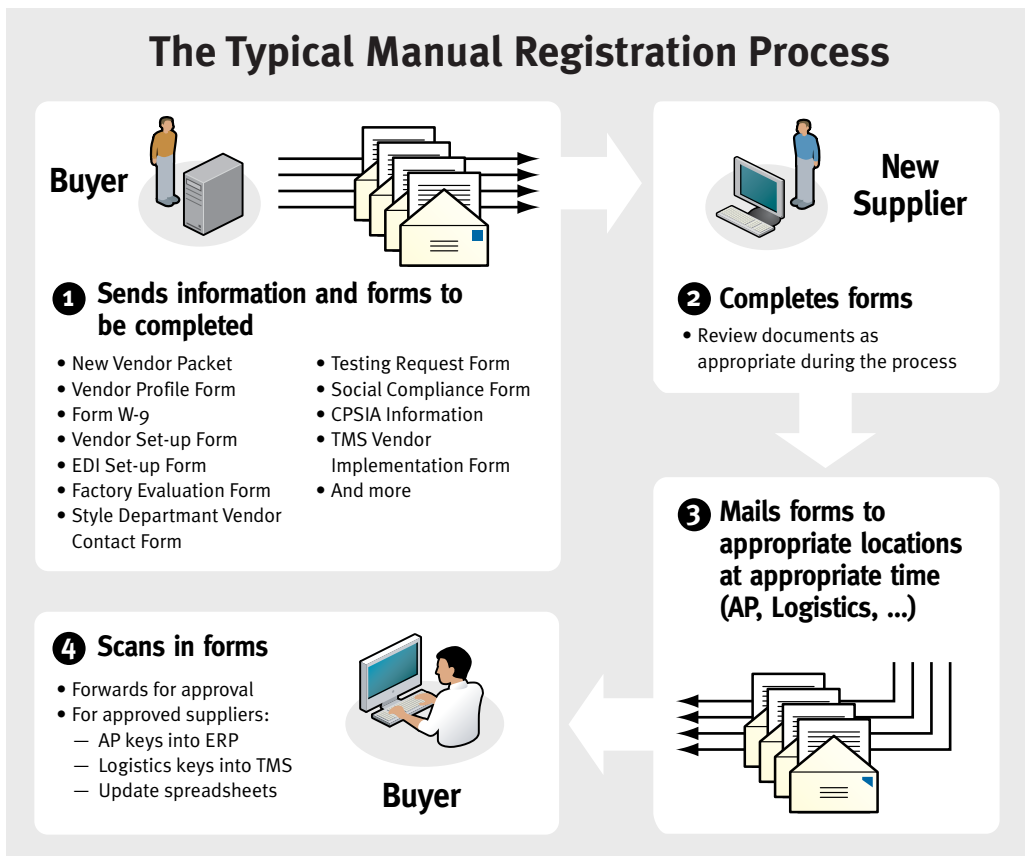 The Typical Manual Registration Process
Buyer
❶ Sends information and forms to
be completed
• New Vendor Packet
• Vendor Profile Form
• Form W-9
• Vendor Set-up Form
• EDI Set-up Form
• Factory Evaluation Form
• Style Departmant Vendor
Contact Form
• Testing Request Form
• Social Compliance Form
• CPSIA Information
• TMS Vendor
Implementation Form
• And more
New
Supplier
❷ Completes forms
• Review documents as
appropriate during the process
❸ Mails forms to
appropriate locations
at appropriate time
(AP, Logistics, ...)
❹ Scans in forms
• Forwards for approval
• For approved suppliers:
— AP keys into ERP
— Logistics keys into TMS
— Update spreadsheets
Buyer